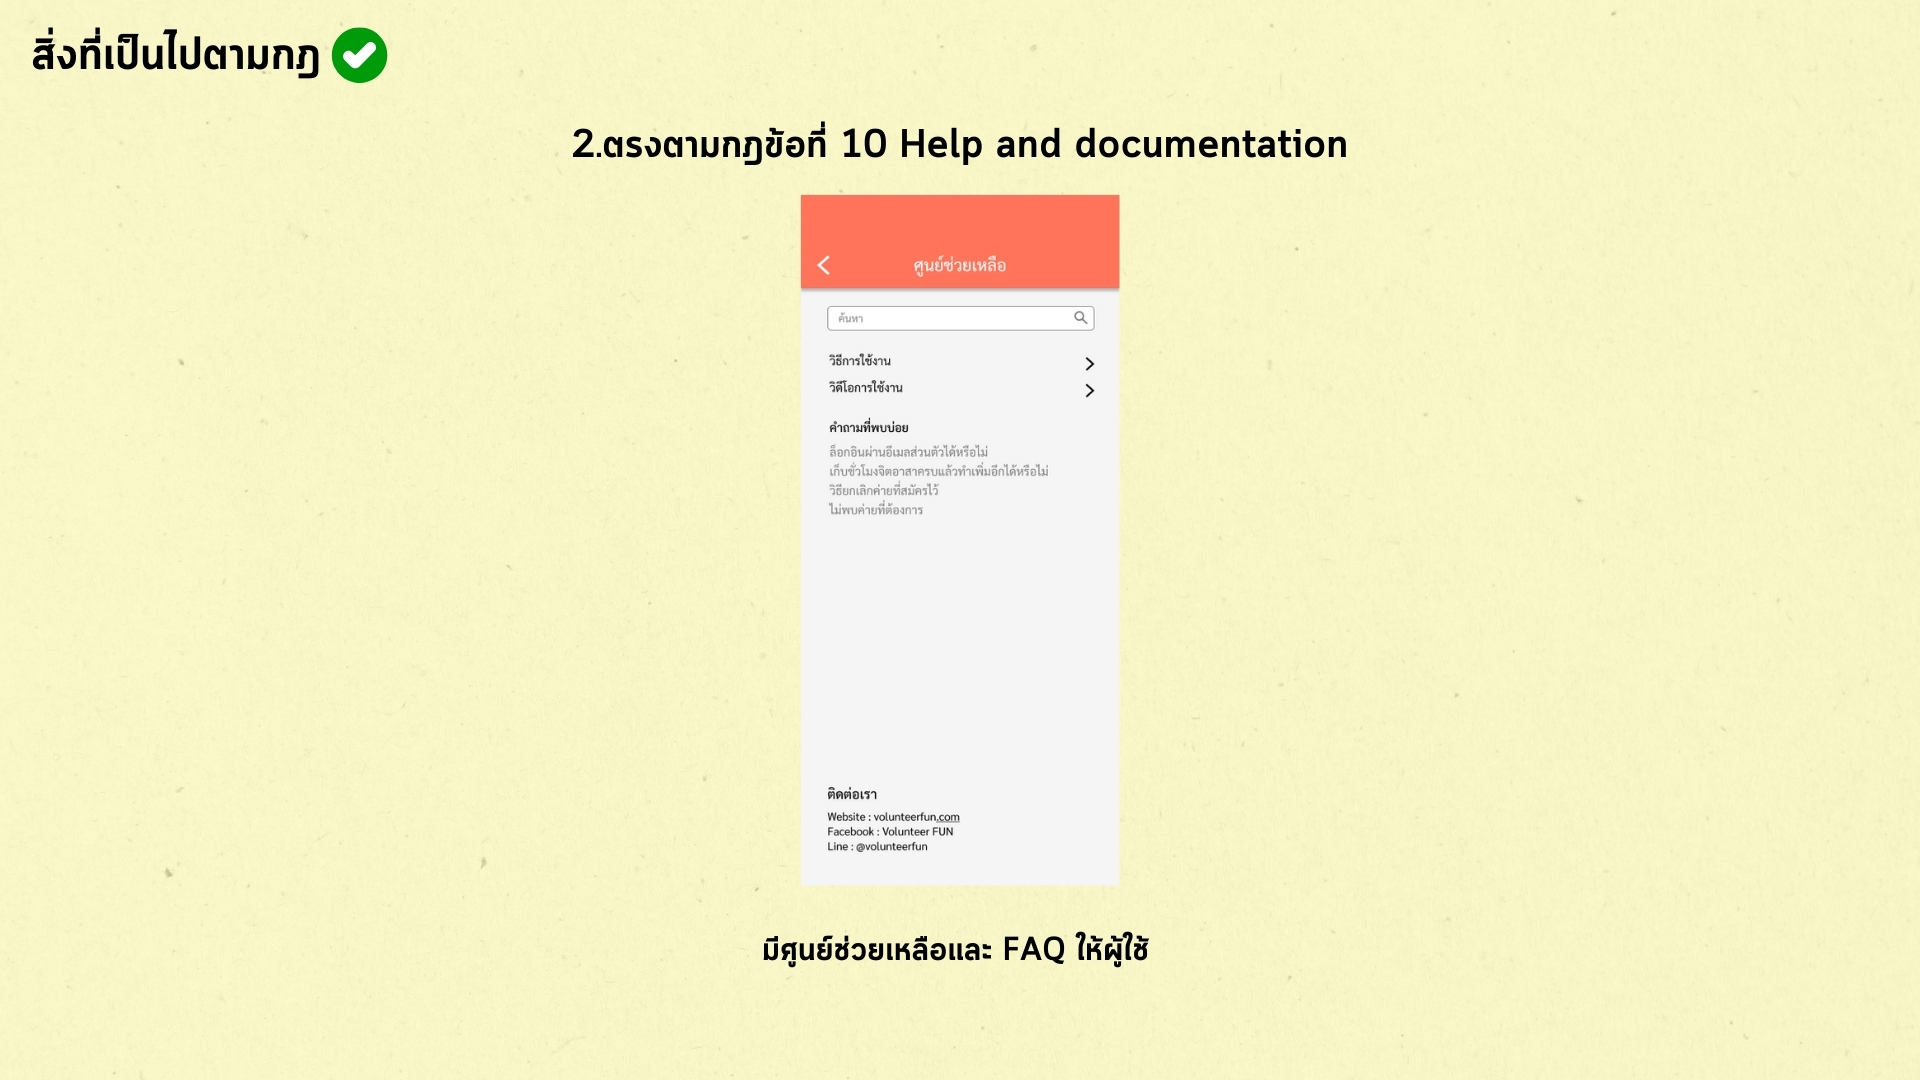 สิ่งที่เป็นไปตามกฎ
2.ตรงตามกฎข้อที่ 10 Help and documentation
ศูนย์ช่วยเหลือ
ค้นหา
วิธีการใช้งาน
วิดีโอการใช้งาน
คำถามที่พบบ่อย
ล็อกอินผ่านอีเมลส่วนตัวได้หรือไม่
เก็บชั่วโมงจิตอาสาครบแล้วทำเพิ่มอีกได้หรือไม่
วิธียกเลิกค่ายที่สมัครไว้
ไม่พบค่ายที่ต้องการ
ติดต่อเรา
Website : volunteerfun.com
Facebook : Volunteer FUN
Line : @volunteerfun
มีศูนย์ช่วยเหลือและ FAQ ให้ผู้ใช้